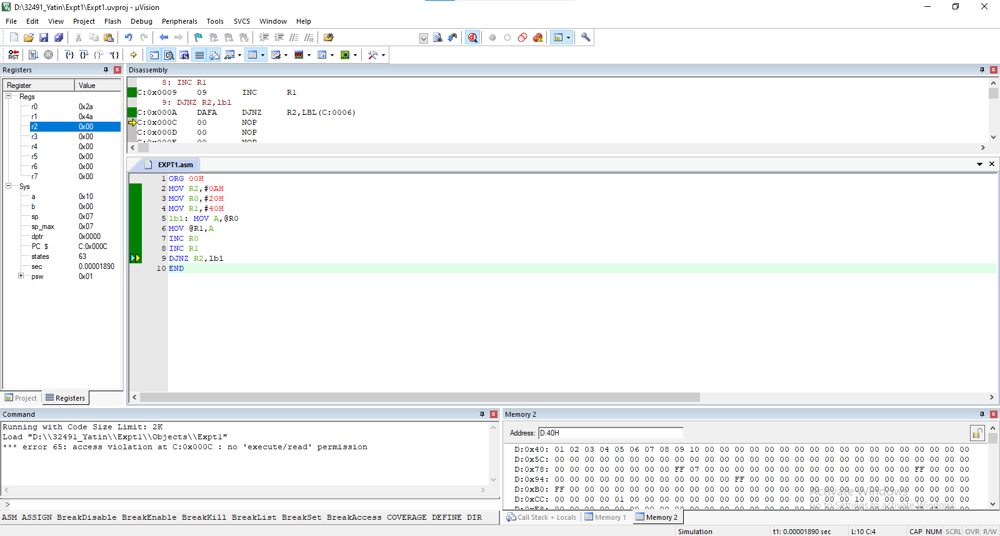 D:\32491_Yatin\Expt1\Expt1.uvproj - µVision
File Edit View Project Flash Debug Peripherals Tools SVCS Window Help
RST
Registers
Register Value
Regs
r0 0x2a
r1 0x4a
r2 0x00
r3 0x00
r4 0x00
r5 0x00
r6 0x00
r7 0x00
Sys
a 0x10
b 0x00
sp 0x07
sp_max 0x07
dptr 0x0000
PC $ C:0x000C
states 63
sec 0.00001890
psw 0x01
Project Registers
Disassembly
8: INC R1
C:0x0009 09 INC R1
9: DJNZ R2,lbl
C:0x000A DAFA DJNZ R2,LBL(C:0006)
C:0x000C 00 NOP
C:0x000D 00 NOP
C:0x000E 00 NOP
EXPT1.asm
1 ORG 00H
2 MOV R2,#0AH
3 MOV R0,#20H
4 MOV R1,#40H
5 lbl: MOV A,@R0
6 MOV @R1,A
7 INC R0
8 INC R1
9 DJNZ R2,lbl
10 END
Command
Running with Code Size Limit: 2K
Load "D:\\32491_Yatin\\Expt1\\Objects\\Expt1"
*** error 65: access violation at C:0x000C : no 'execute/read' permission
>
ASM ASSIGN BreakDisable BreakEnable BreakKill BreakList BreakSet BreakAccess COVERAGE DEFINE DIR
Memory 2
Address: D:40H
D:0x40: 01 02 03 04 05 06 07 08 09 10 00 00 00 00 00 00 00 00 00 00 00 00 00 00 00 00 00 00
D:0x5C: 00 00 00 00 00 00 00 00 00 00 00 00 00 00 00 00 00 00 00 00 00 00 00 00 00 00 00 00
D:0x78: 00 00 00 00 00 00 00 00 FF 07 00 00 00 00 00 00 00 00 00 00 00 00 00 00 FF 00 00 00
D:0x94: 00 00 00 00 00 00 00 00 00 00 00 00 FF 00 00 00 00 00 00 00 00 00 00 00 00 00 00 00
D:0xB0: FF 00 00 00 00 00 00 00 00 00 00 00 00 00 00 00 00 00 00 00 00 00 00 00 00 00 00 00
D:0xCC: 00 00 00 00 01 00 00 00 00 00 00 00 00 00 00 00 00 00 00 00 10 00 00 00 00 00 00 00
Activate Windows
Go to Settings to activate Windows.
Call Stack + Locals Memory 1 Memory 2
Simulation t1: 0.00001890 sec L:10 C:4 CAP NUM SCRL OVR R/W